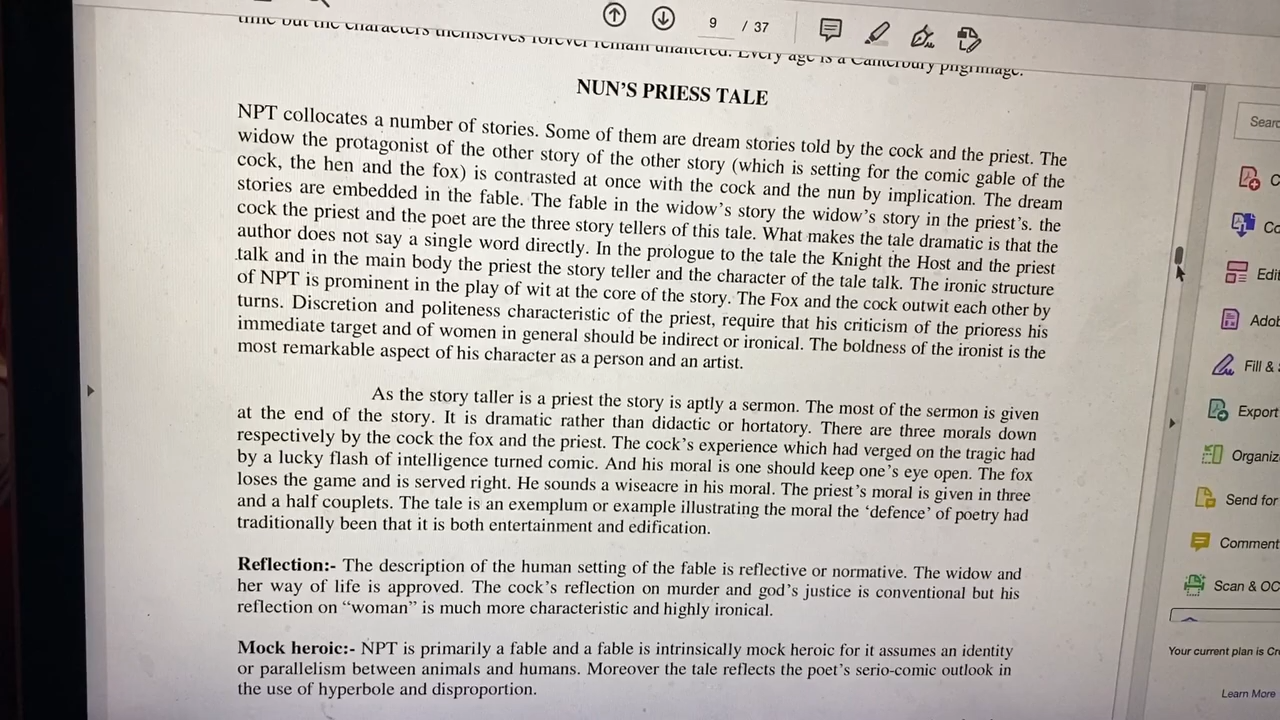 9 / 37
time but the characters themselves forever remain unaltered. Every age is a Canterbury pilgrimage.
NUN'S PRIESS TALE
NPT collocates a number of stories. Some of them are dream stories told by the cock and the priest. The
widow the protagonist of the other story of the other story (which is setting for the comic gable of the
cock, the hen and the fox) is contrasted at once with the cock and the nun by implication. The dream
stories are embedded in the fable. The fable in the widow's story the widow's story in the priest's. the
cock the priest and the poet are the three story tellers of this tale. What makes the tale dramatic is that the
author does not say a single word directly. In the prologue to the tale the Knight the Host and the priest
talk and in the main body the priest the story teller and the character of the tale talk. The ironic structure
of NPT is prominent in the play of wit at the core of the story. The Fox and the cock outwit each other by
turns. Discretion and politeness characteristic of the priest, require that his criticism of the prioress his
immediate target and of women in general should be indirect or ironical. The boldness of the ironist is the
most remarkable aspect of his character as a person and an artist.
As the story taller is a priest the story is aptly a sermon. The most of the sermon is given
at the end of the story. It is dramatic rather than didactic or hortatory. There are three morals down
respectively by the cock the fox and the priest. The cock's experience which had verged on the tragic had
by a lucky flash of intelligence turned comic. And his moral is one should keep one's eye open. The fox
loses the game and is served right. He sounds a wiseacre in his moral. The priest's moral is given in three
and a half couplets. The tale is an exemplum or example illustrating the moral the 'defence' of poetry had
traditionally been that it is both entertainment and edification.
Reflection:- The description of the human setting of the fable is reflective or normative. The widow and
her way of life is approved. The cock's reflection on murder and god's justice is conventional but his
reflection on "woman" is much more characteristic and highly ironical.
Mock heroic:- NPT is primarily a fable and a fable is intrinsically mock heroic for it assumes an identity
or parallelism between animals and humans. Moreover the tale reflects the poet's serio-comic outlook in
the use of hyperbole and disproportion.
Searc
C
Co
Edit
Adob
Fill &
Export
Organiz
Send for
Comment
Scan & OC
Your current plan is Cre
Learn More